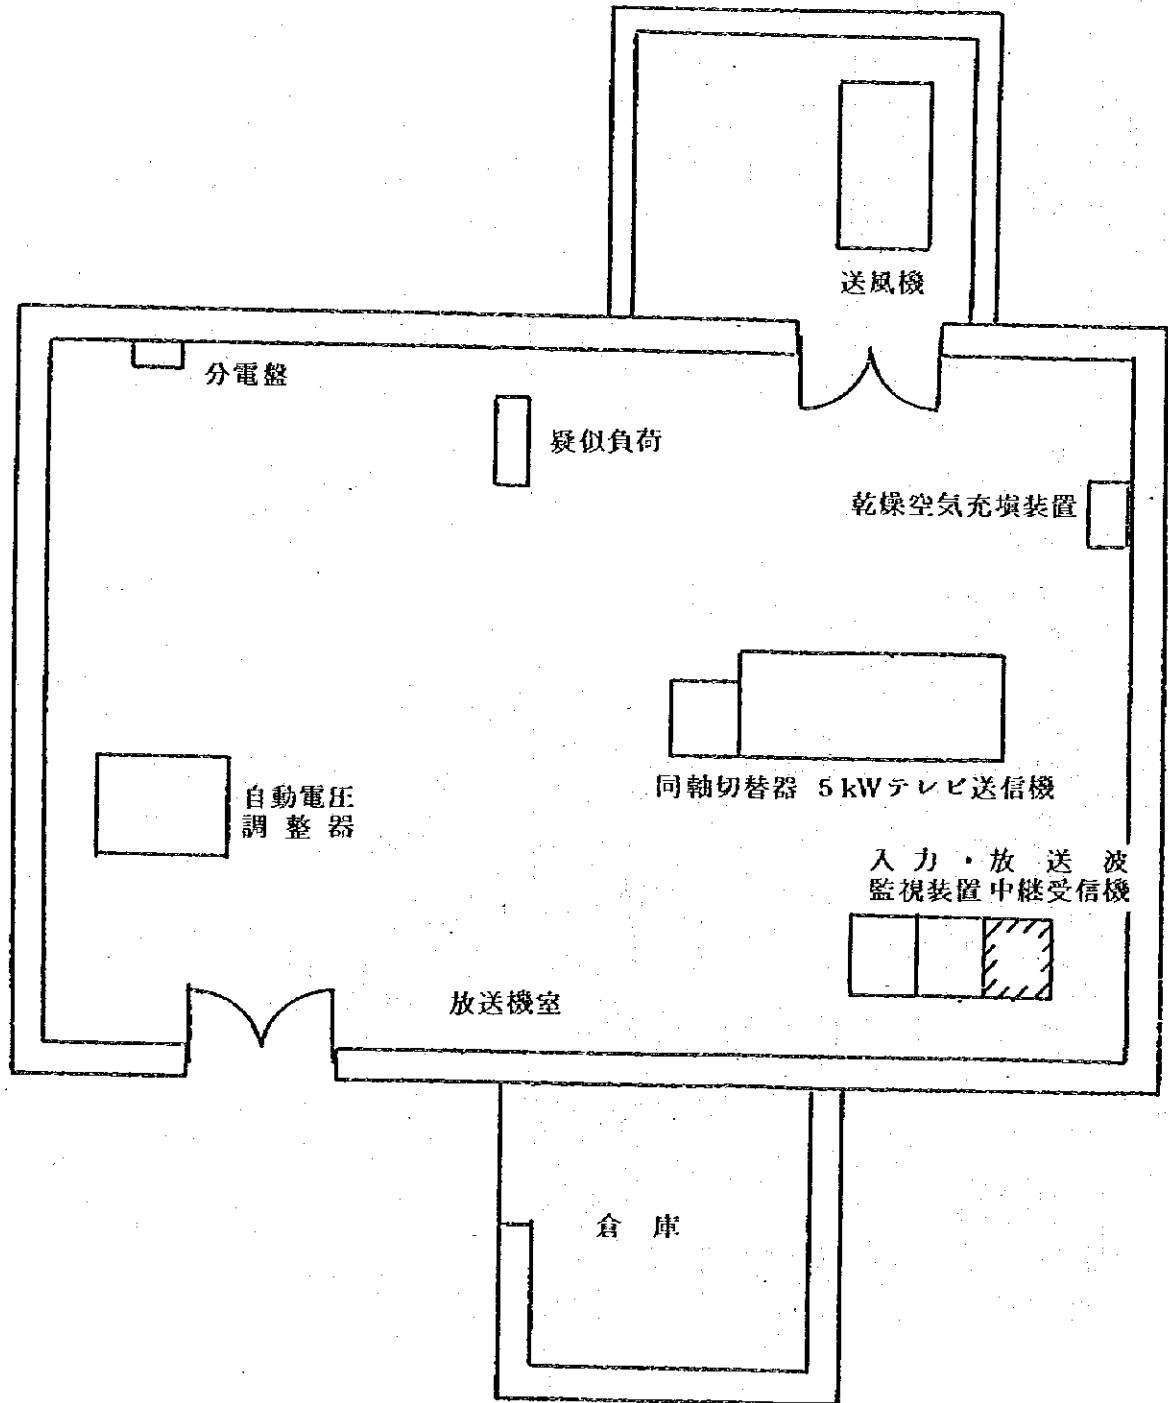 送風機
分電盤
疑似負荷
乾燥空気充填装置
同軸切替器 5kWテレビ送信機
自動電圧
調整器
入力・放送波
監視装置中継受信機
放送機室
倉庫